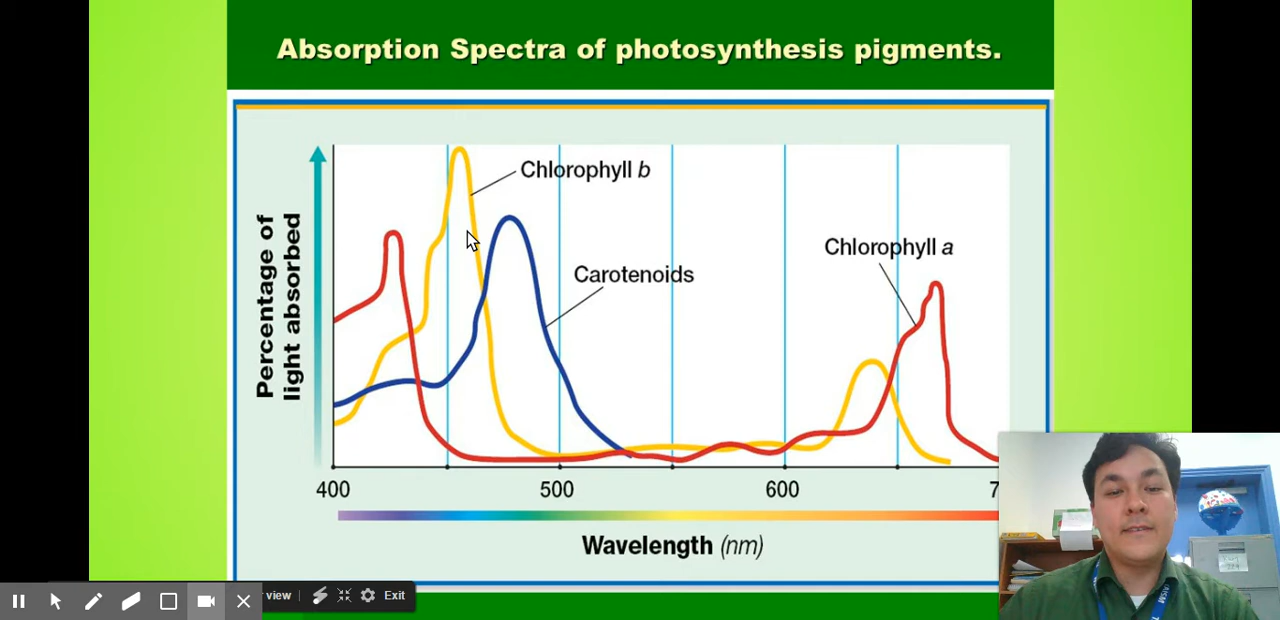 Absorption Spectra of photosynthesis pigments.
Chlorophyll b
Chlorophyll a
Carotenoids
Percentage of
light absorbed
400 500 600 7
Wavelength (nm)
view Exit